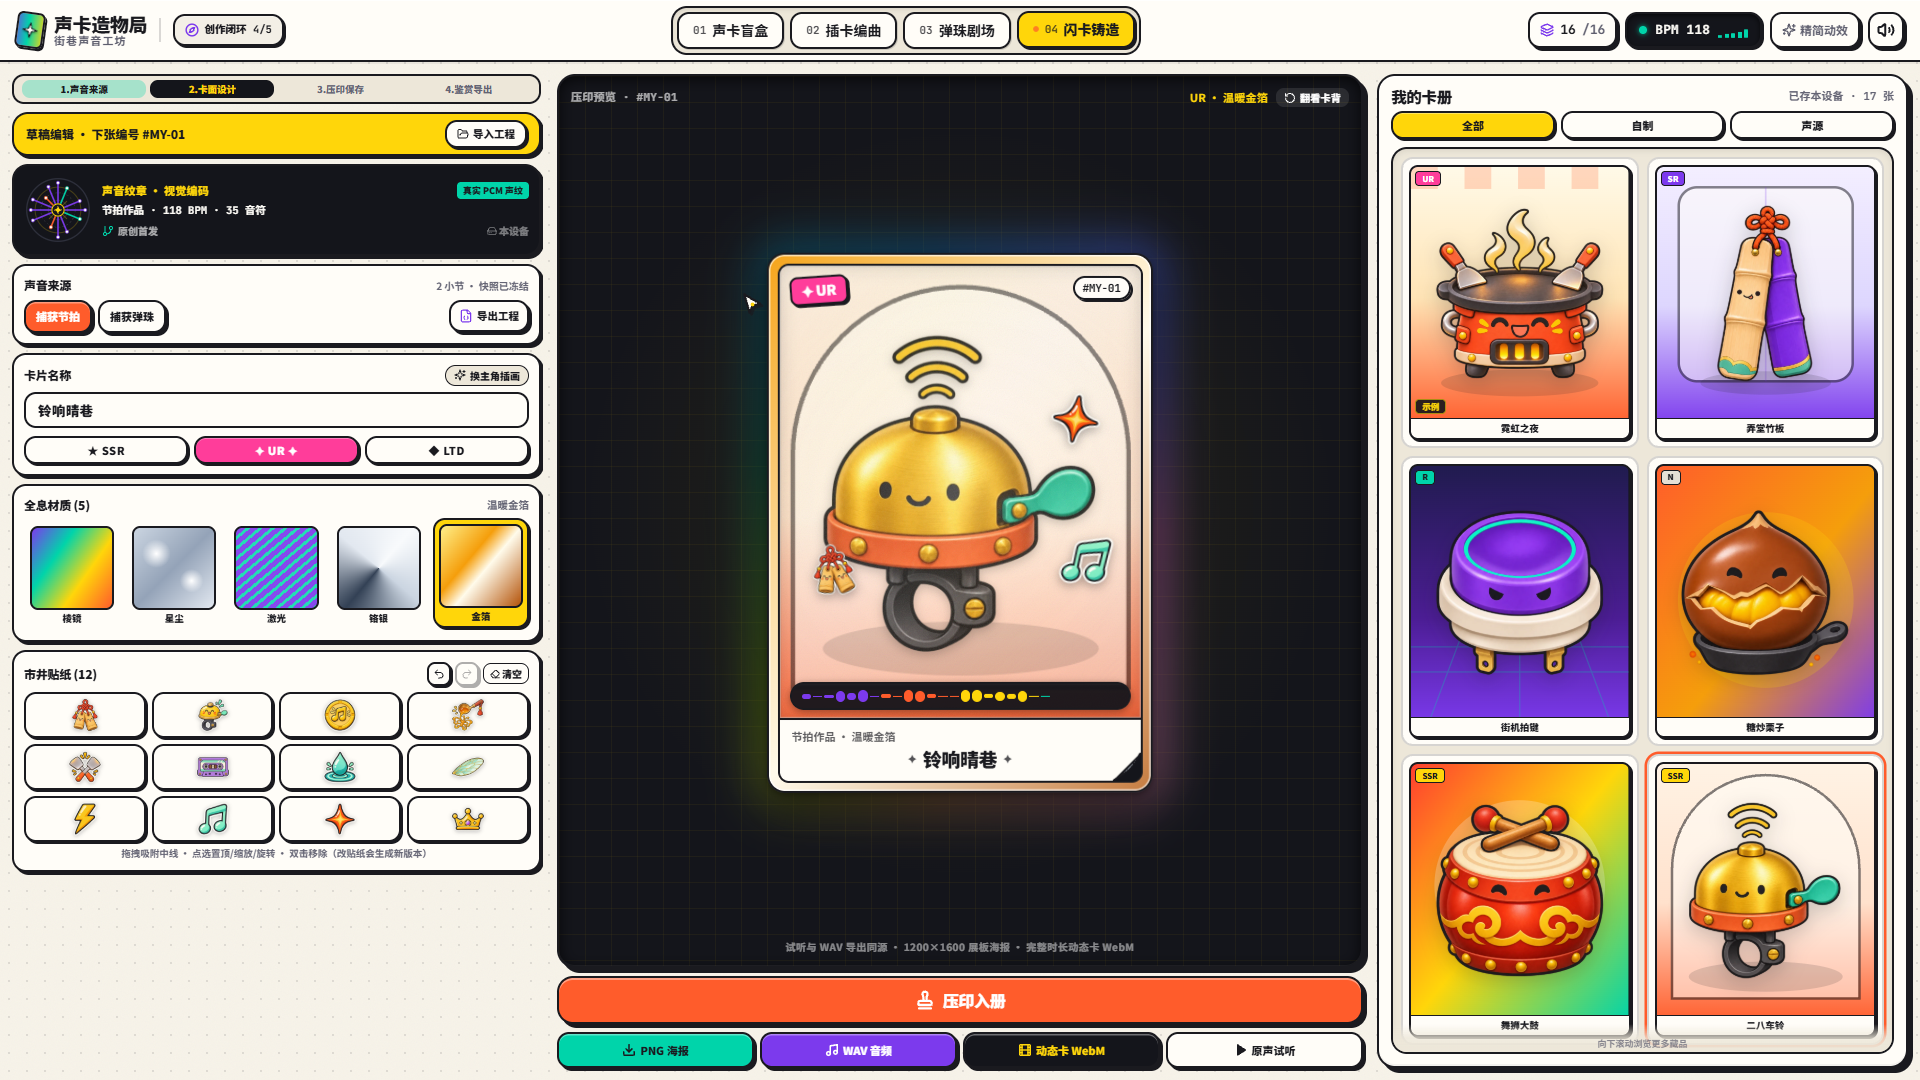 声卡造物局
街巷声音工坊
创作闭环 4/5
01 声卡盲盒
02 插卡编曲
03 弹珠剧场
04 闪卡铸造
16 /16
BPM 118
精简动效
1.声音来源
2.卡面设计
3.压印保存
4.鉴赏导出
草稿编辑 · 下张编号 #MY-01
导入工程
声音纹章 · 视觉编码
真实 PCM 声纹
节拍作品 · 118 BPM · 35 音符
原创首发
本设备
声音来源
2 小节 · 快照已冻结
捕获节拍
捕获弹珠
导出工程
卡片名称
换主角插画
铃响晴巷
★ SSR
✦ UR ✦
◆ LTD
全息材质 (5)
温暖金箔
棱镜
星尘
激光
铬银
金箔
市井贴纸 (12)
清空
拖拽吸附中线 · 点选置顶/缩放/旋转 · 双击移除（改贴纸会生成新版本）
压印预览 · #MY-01
UR · 温暖金箔
翻看卡背
✦ UR
#MY-01
节拍作品 · 温暖金箔
✦ 铃响晴巷 ✦
试听与 WAV 导出同源 · 1200×1600 展板海报 · 完整时长动态卡 WebM
压印入册
PNG 海报
WAV 音频
动态卡 WebM
原声试听
我的卡册
已存本设备 · 17 张
全部
自制
声源
UR
示例
霓虹之夜
SR
弄堂竹板
R
街机拍键
N
糖炒栗子
SSR
舞狮大鼓
SSR
二八车铃
向下滚动浏览更多藏品